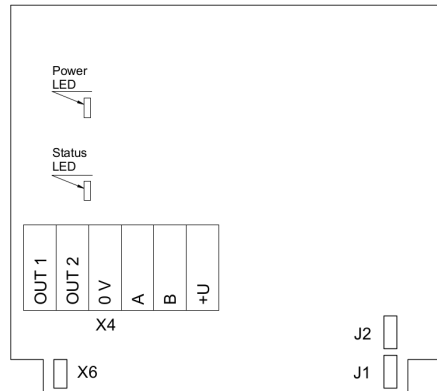 Power
LED
Status
LED
OUT 1
OUT 2
0 V
A
B
+U
X4
J2
X6
J1